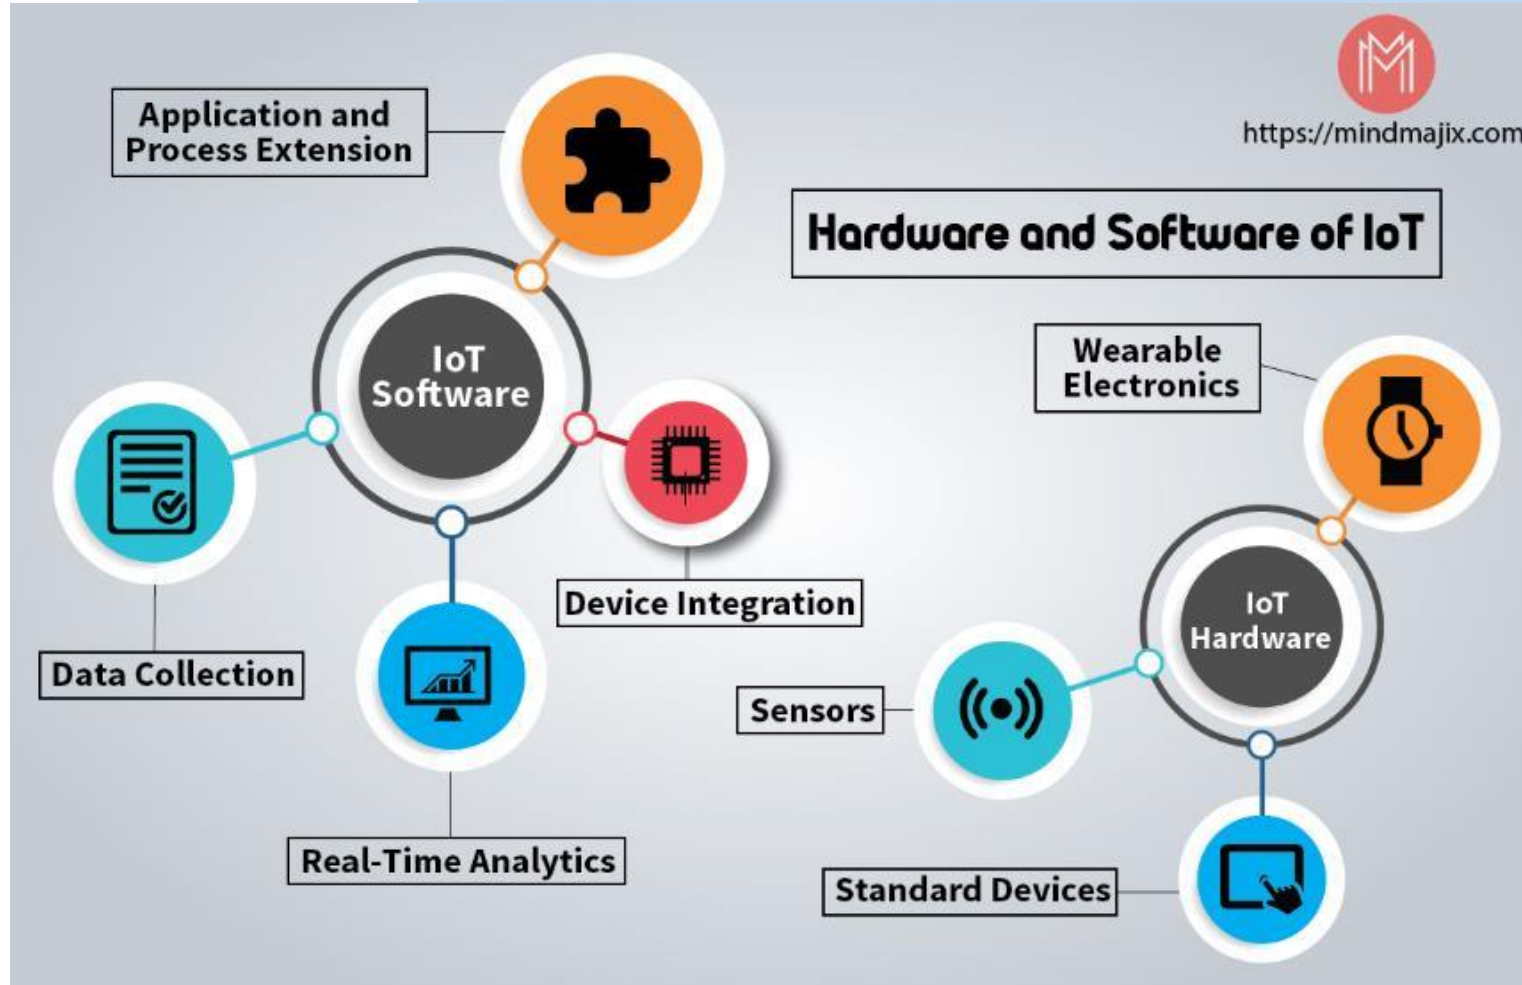 https://mindmajix.com
Hardware and Software of IoT
Application and
Process Extension
IoT
Software
Device Integration
Data Collection
Real-Time Analytics
Wearable
Electronics
IoT
Hardware
Sensors
Standard Devices